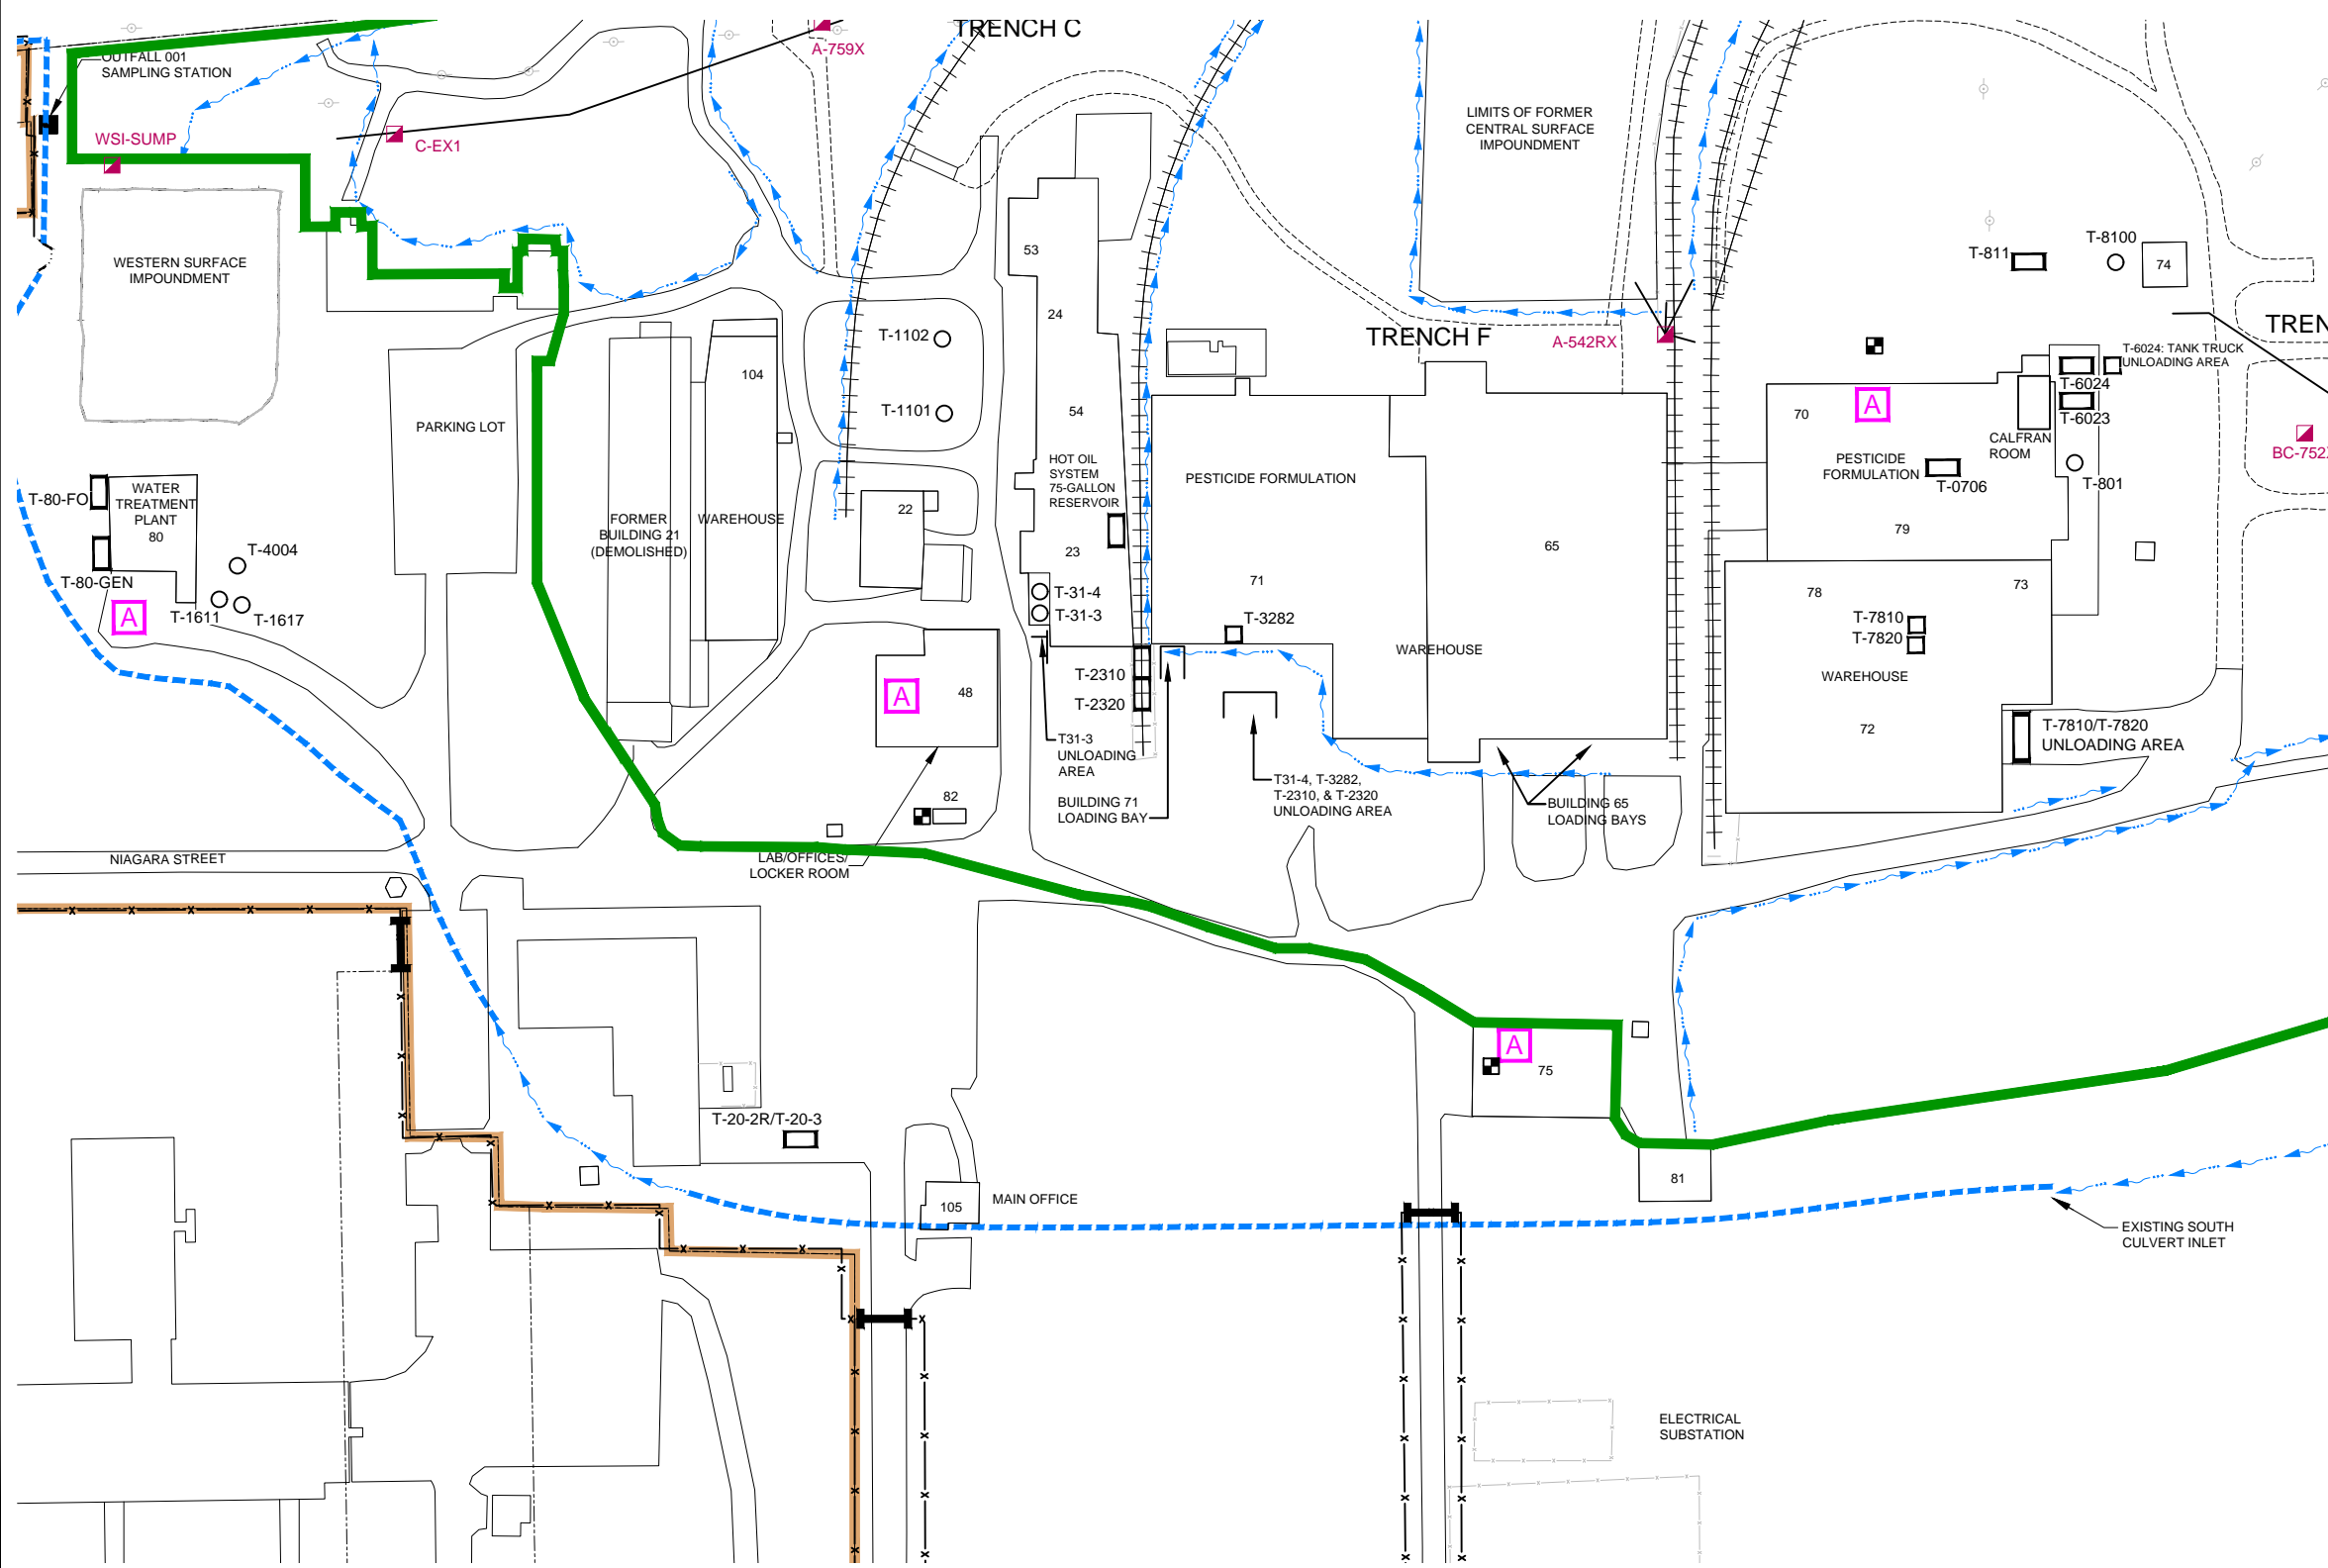 TRENCH C
A-759X
OUTFALL 001
SAMPLING STATION
WSI-SUMP
C-EX1
LIMITS OF FORMER
CENTRAL SURFACE
IMPOUNDMENT
WESTERN SURFACE
IMPOUNDMENT
53
24
T-811
T-8100
74
T-1102
TRENCH F
A-542RX
TREN
T-6024: TANK TRUCK
UNLOADING AREA
T-6024
T-6023
104
T-1101
54
A
70
CALFRAN
ROOM
BC-752
PARKING LOT
HOT OIL
SYSTEM
75-GALLON
RESERVOIR
PESTICIDE FORMULATION
PESTICIDE
FORMULATION
T-0706
T-801
T-80-FO
WATER
TREATMENT
PLANT
80
FORMER
BUILDING 21
(DEMOLISHED)
WAREHOUSE
22
23
65
79
T-4004
T-80-GEN
A
T-1611
T-1617
T-31-4
T-31-3
71
T-3282
78
73
T-7810
T-7820
WAREHOUSE
WAREHOUSE
72
A
48
T-2310
T-2320
T-7810/T-7820
UNLOADING AREA
T31-3
UNLOADING
AREA
T31-4, T-3282,
T-2310, & T-2320
UNLOADING AREA
BUILDING 71
LOADING BAY
BUILDING 65
LOADING BAYS
82
LAB/OFFICES/
LOCKER ROOM
NIAGARA STREET
A
75
T-20-2R/T-20-3
81
105
MAIN OFFICE
EXISTING SOUTH
CULVERT INLET
ELECTRICAL
SUBSTATION